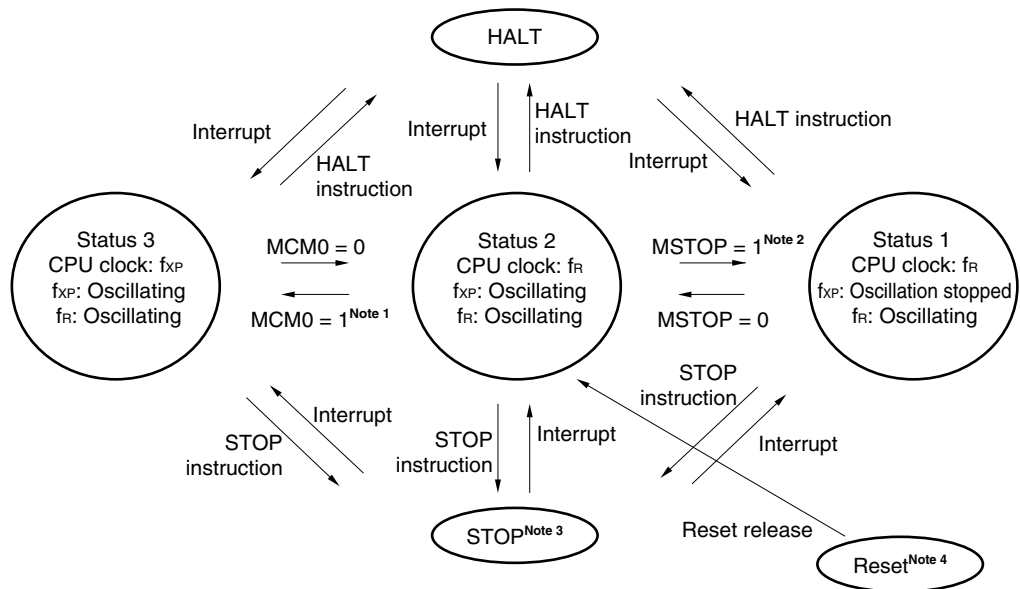 HALT
Interrupt
HALT
instruction
Interrupt
HALT
instruction
Interrupt
HALT instruction
Status 3
CPU clock: fXP
fXP: Oscillating
fR: Oscillating
MCM0 = 0
MCM0 = 1Note 1
Status 2
CPU clock: fR
fXP: Oscillating
fR: Oscillating
MSTOP = 1Note 2
MSTOP = 0
Status 1
CPU clock: fR
fXP: Oscillation stopped
fR: Oscillating
STOP
instruction
Interrupt
STOP
instruction
Interrupt
STOP
instruction
Interrupt
STOPNote 3
Reset release
ResetNote 4